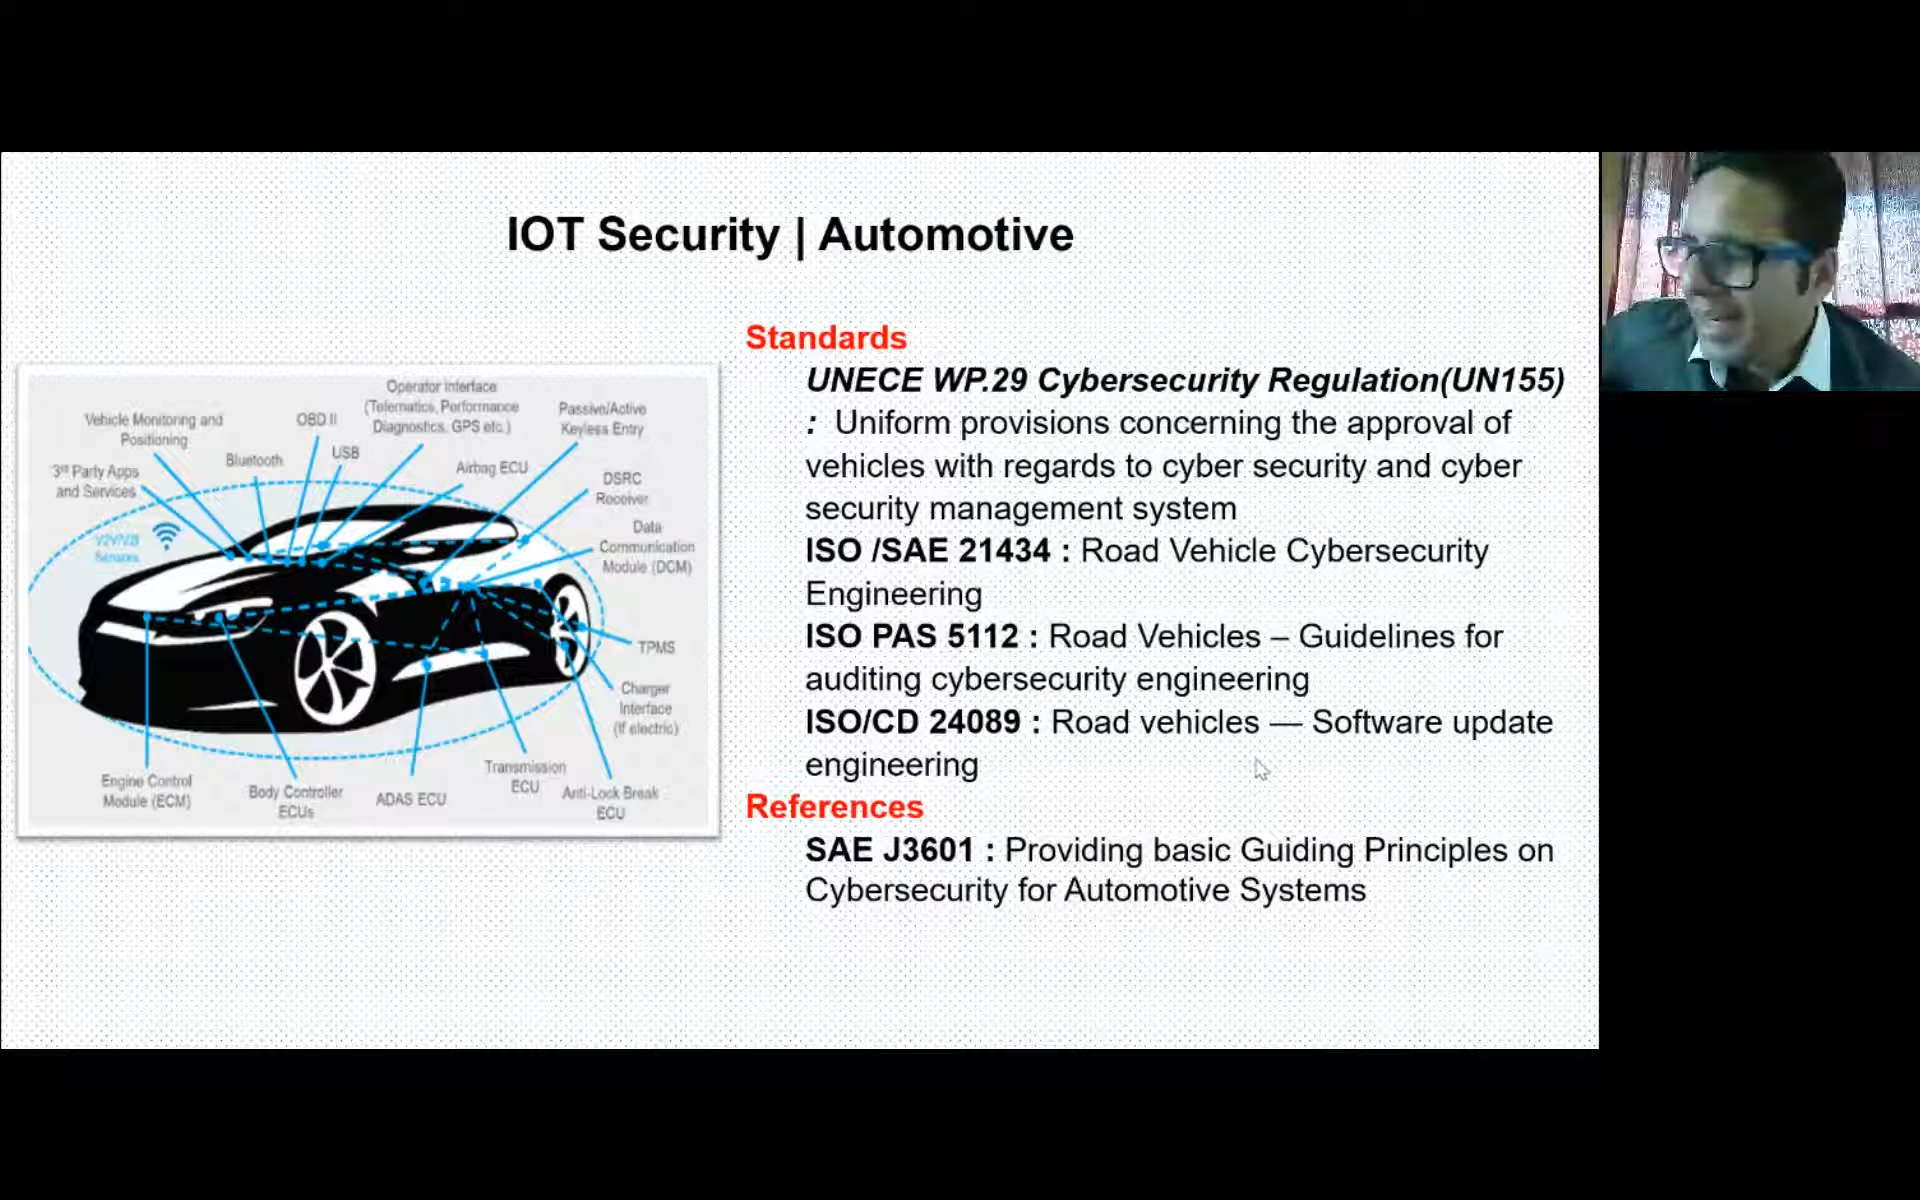 IOT Security | Automotive
Operator Interface
(Telematics, Performance
Diagnostics, GPS etc.)
Vehicle Monitoring and
Positioning
OBD II
Passive/Active
Keyless Entry
USB
Bluetooth
Airbag ECU
3rd Party Apps
and Services
DSRC
Receiver
Data
Communication
Module (DCM)
V2V/V2I
Sensors
TPMS
Charger
Interface
(If electric)
Engine Control
Module (ECM)
Body Controller
ECUs
ADAS ECU
Transmission
ECU
Anti-Lock Break
ECU
Standards
UNECE WP.29 Cybersecurity Regulation(UN155)
: Uniform provisions concerning the approval of
vehicles with regards to cyber security and cyber
security management system
ISO /SAE 21434 : Road Vehicle Cybersecurity
Engineering
ISO PAS 5112 : Road Vehicles – Guidelines for
auditing cybersecurity engineering
ISO/CD 24089 : Road vehicles — Software update
engineering
References
SAE J3601 : Providing basic Guiding Principles on
Cybersecurity for Automotive Systems